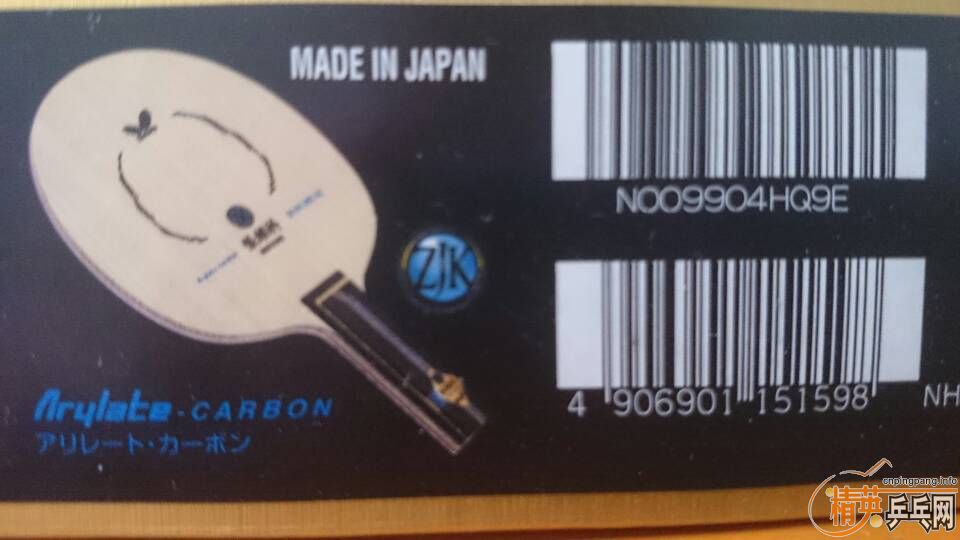 MADE IN JAPAN
N009904HQ9E
ZJK
Arylate-CARBON
アリレート・カーボン
4 906901 151598
NH
cnpingpang.info
精英乒乓网